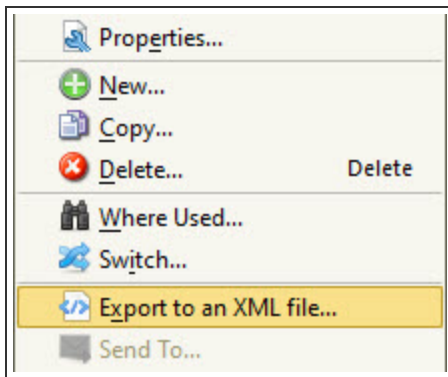 Properties...
New...
Copy...
Delete... Delete
Where Used...
Switch...
Export to an XML file...
Send To...